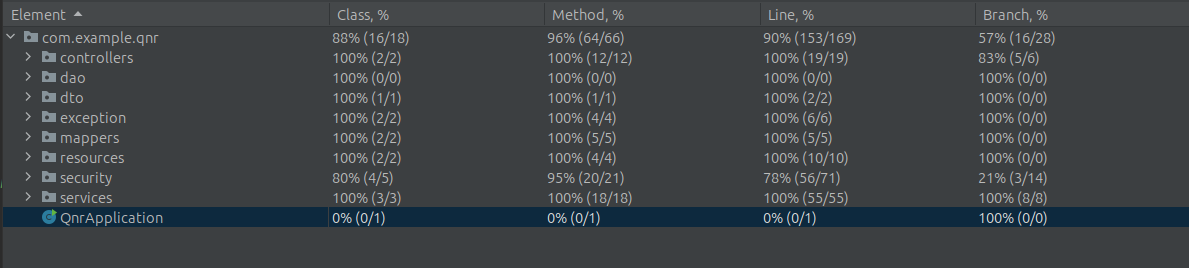 Element Class, % Method, % Line, % Branch, %
com.example.qnr 88% (16/18) 96% (64/66) 90% (153/169) 57% (16/28)
controllers 100% (2/2) 100% (12/12) 100% (19/19) 83% (5/6)
dao 100% (0/0) 100% (0/0) 100% (0/0) 100% (0/0)
dto 100% (1/1) 100% (1/1) 100% (2/2) 100% (0/0)
exception 100% (2/2) 100% (4/4) 100% (6/6) 100% (0/0)
mappers 100% (2/2) 100% (5/5) 100% (5/5) 100% (0/0)
resources 100% (2/2) 100% (4/4) 100% (10/10) 100% (0/0)
security 80% (4/5) 95% (20/21) 78% (56/71) 21% (3/14)
services 100% (3/3) 100% (18/18) 100% (55/55) 100% (8/8)
QnrApplication 0% (0/1) 0% (0/1) 0% (0/1) 100% (0/0)